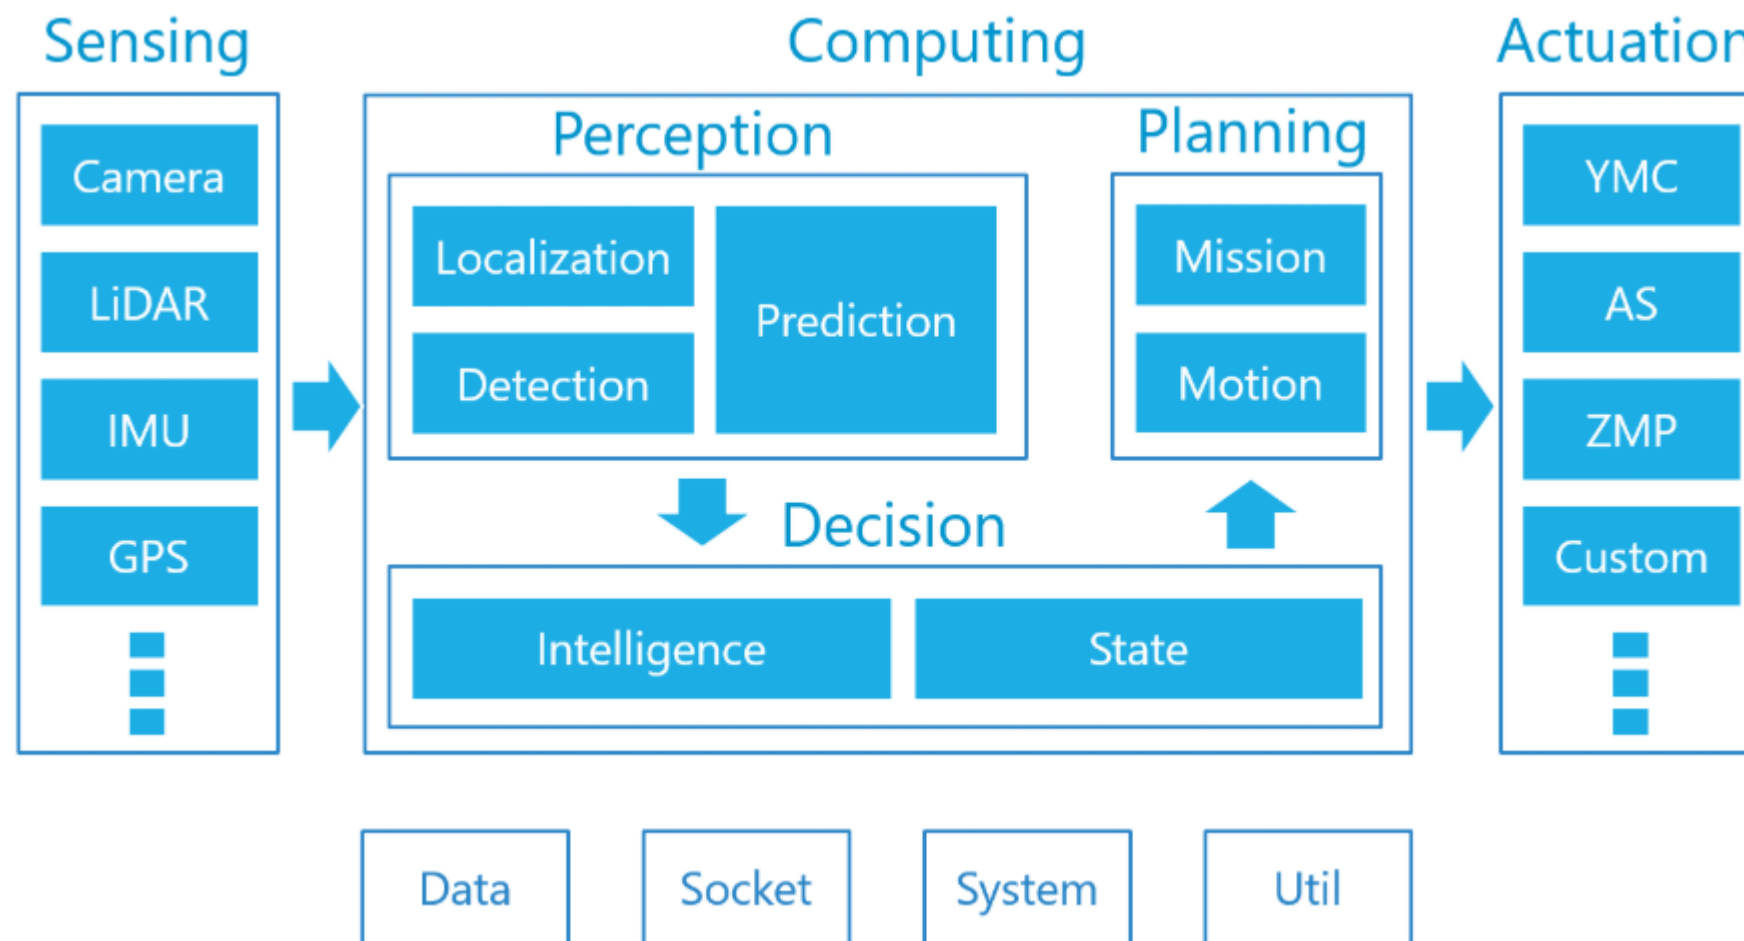 Sensing
Computing
Actuation
Camera
LiDAR
IMU
GPS
Perception
Localization
Detection
Prediction
Planning
Mission
Motion
Decision
Intelligence
State
YMC
AS
ZMP
Custom
Data
Socket
System
Util